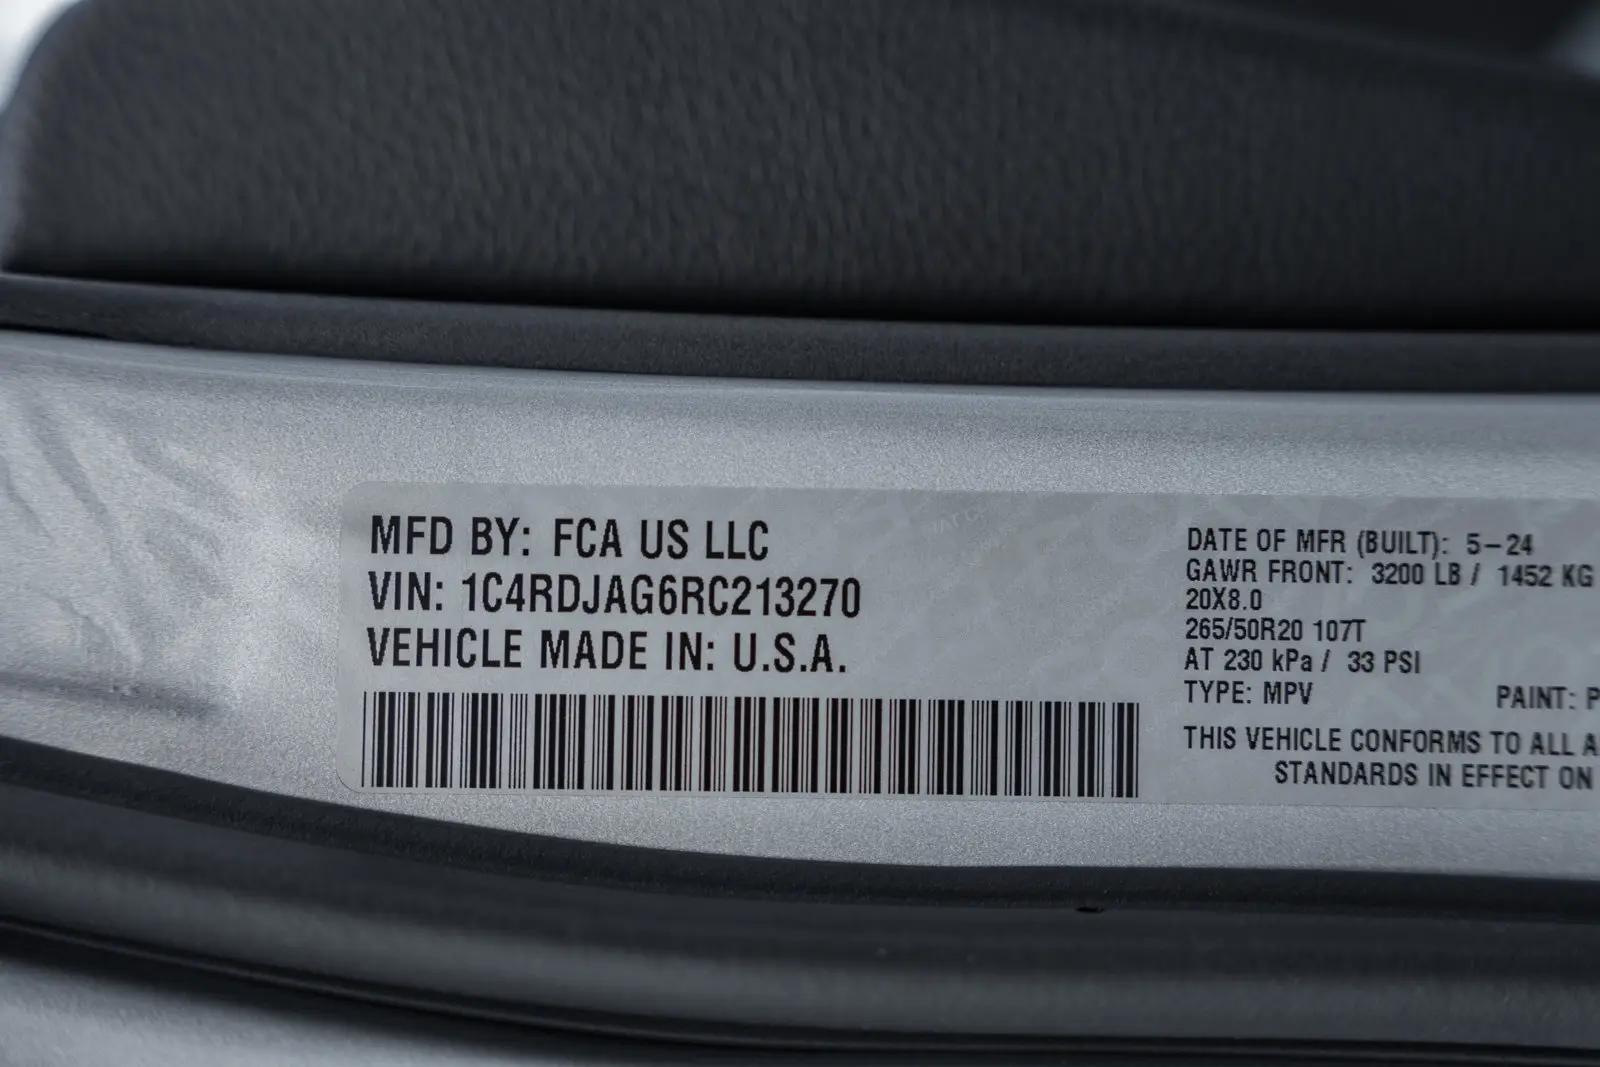 MFD BY: FCA US LLC
VIN: 1C4RDJAG6RC213270
VEHICLE MADE IN: U.S.A.
DATE OF MFR (BUILT): 5-24
GAWR FRONT: 3200 LB / 1452 KG
20X8.0
265/50R20 107T
AT 230 kPa / 33 PSI
TYPE: MPV PAINT: P
THIS VEHICLE CONFORMS TO ALL A
STANDARDS IN EFFECT ON